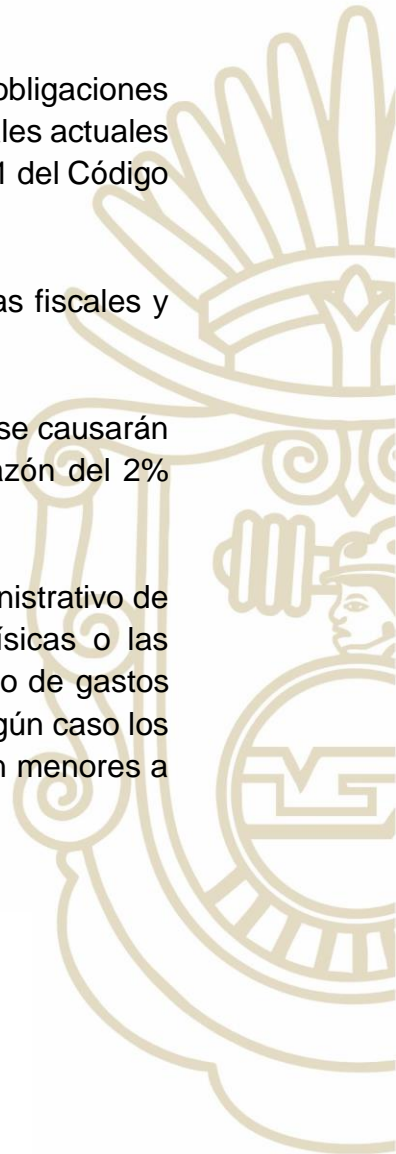 obligaciones
les actuales
1 del Código
as fiscales y
se causarán
azón del 2%
nistrativo de
ísicas o las
o de gastos
gún caso los
n menores a